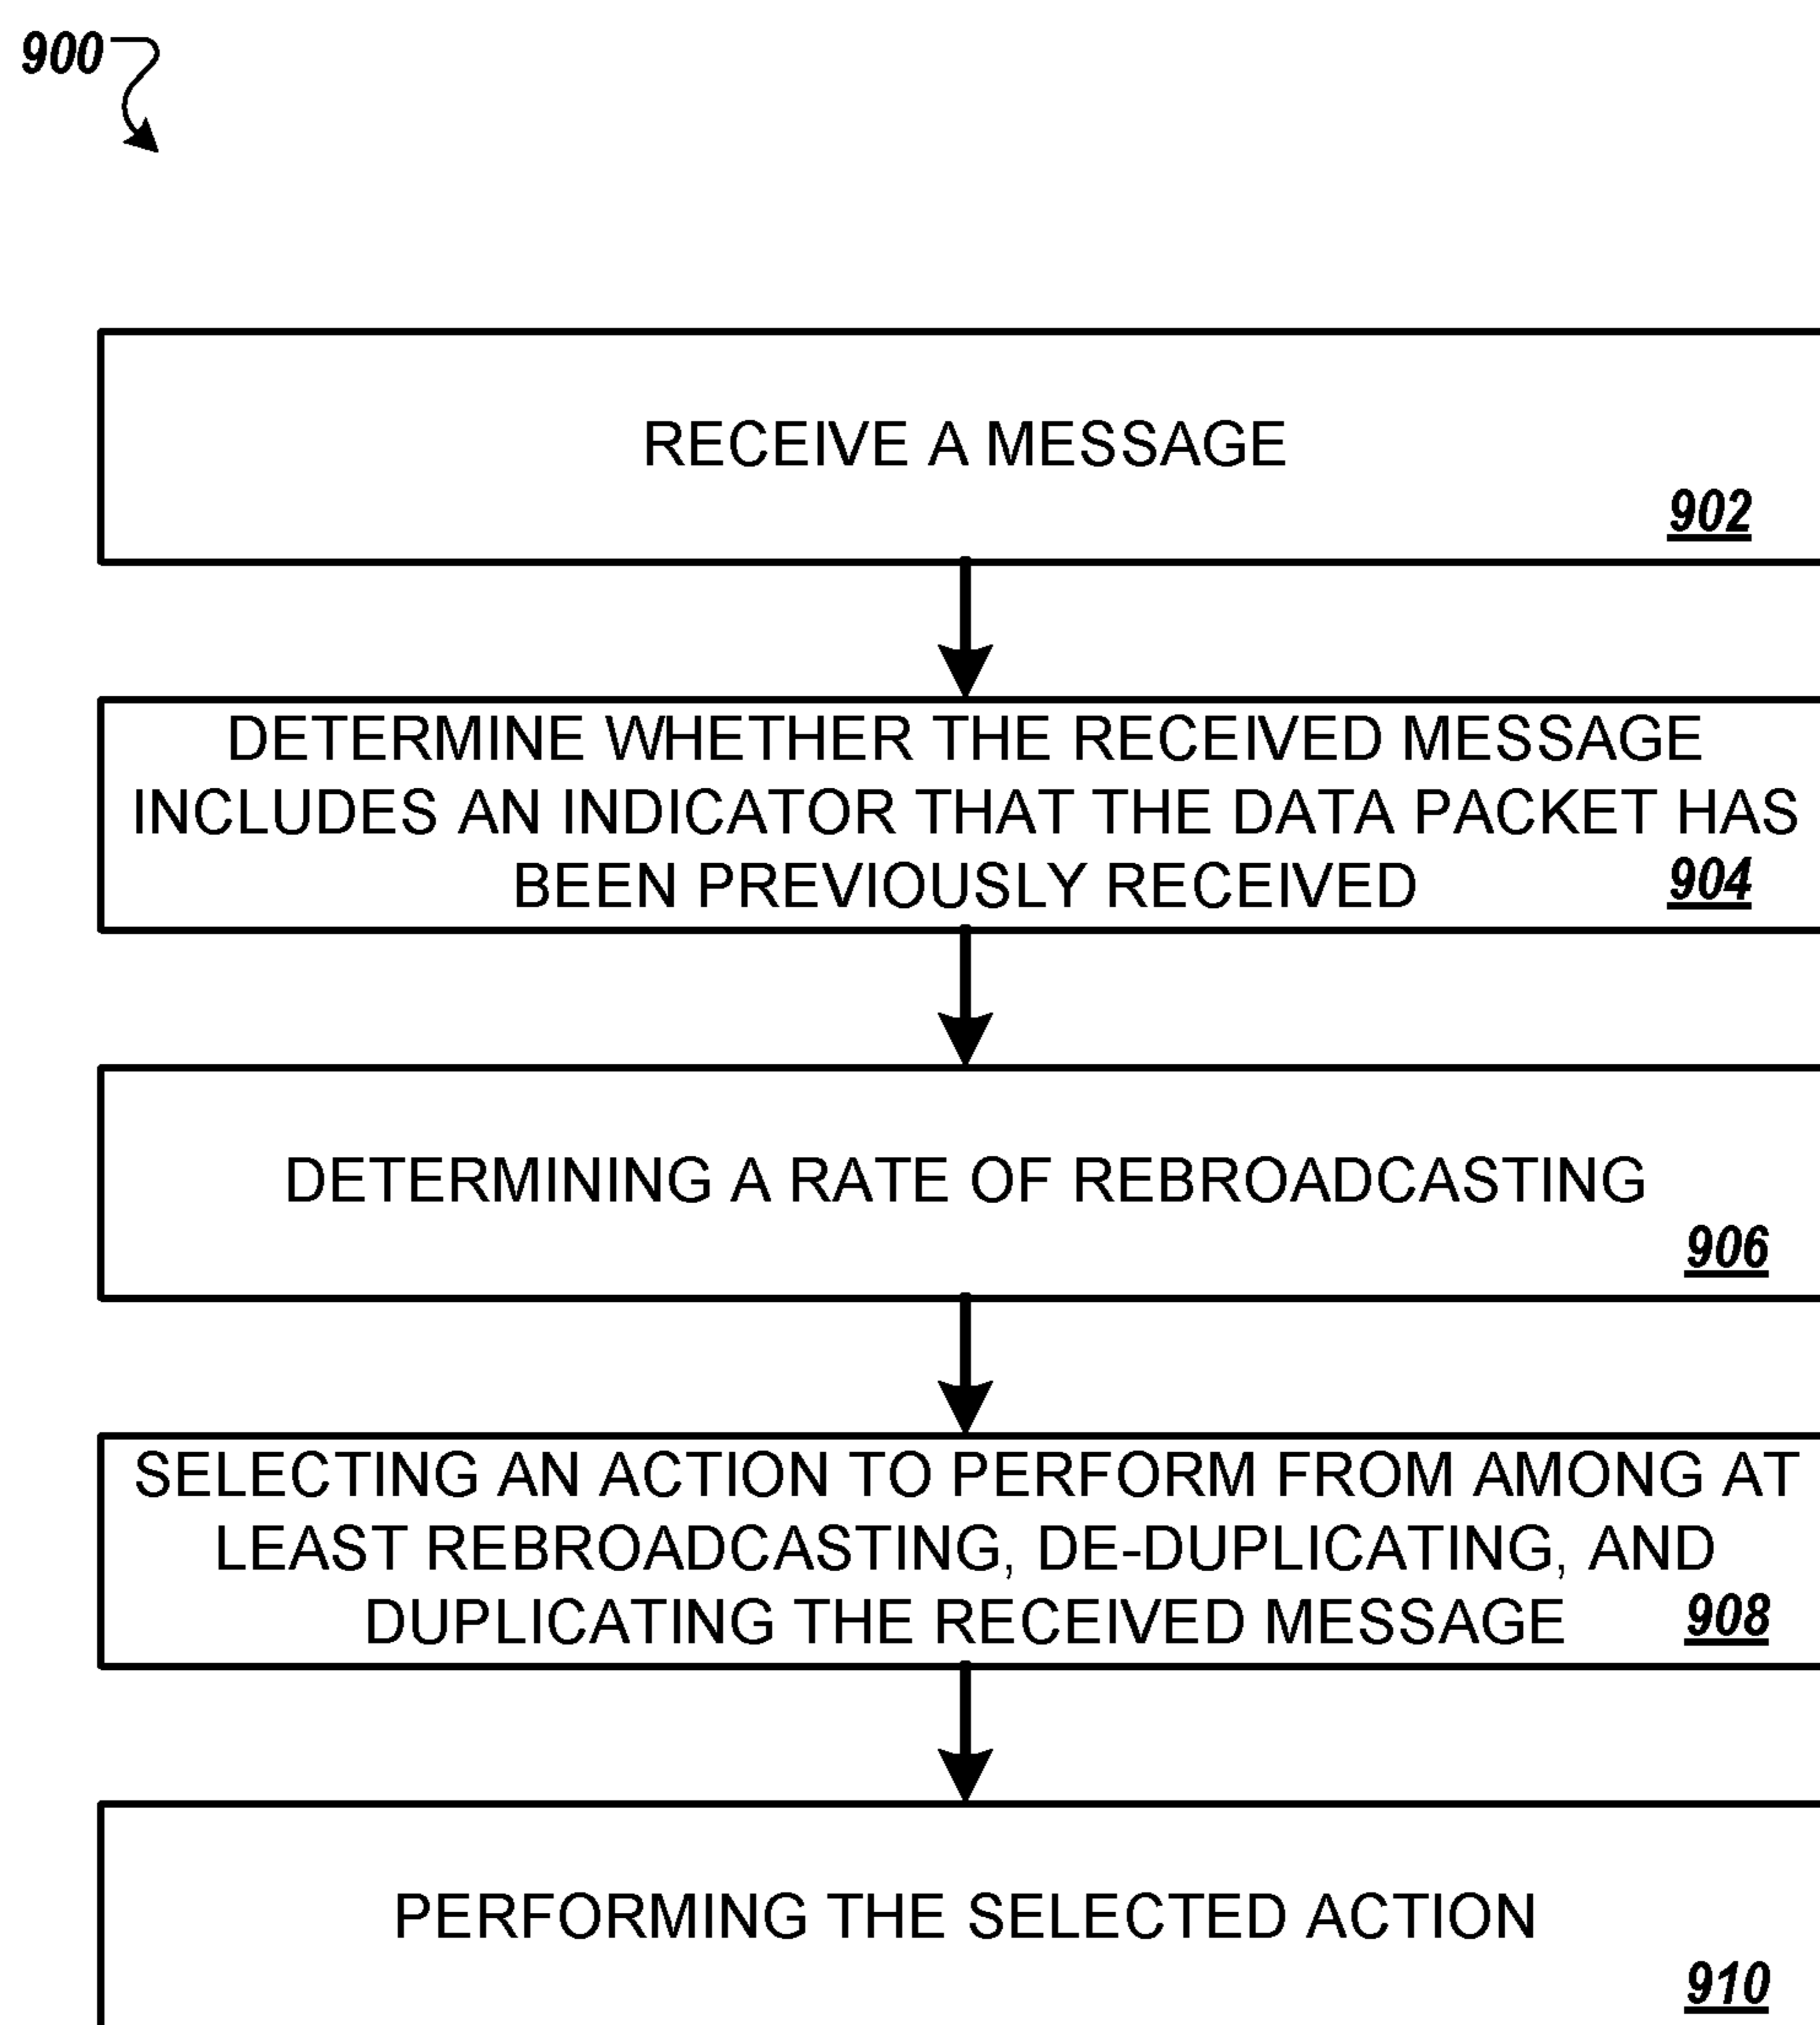 900
RECEIVE A MESSAGE
902
DETERMINE WHETHER THE RECEIVED MESSAGE
INCLUDES AN INDICATOR THAT THE DATA PACKET HAS
BEEN PREVIOUSLY RECEIVED
904
DETERMINING A RATE OF REBROADCASTING
906
SELECTING AN ACTION TO PERFORM FROM AMONG AT
LEAST REBROADCASTING, DE-DUPLICATING, AND
DUPLICATING THE RECEIVED MESSAGE
908
PERFORMING THE SELECTED ACTION
910